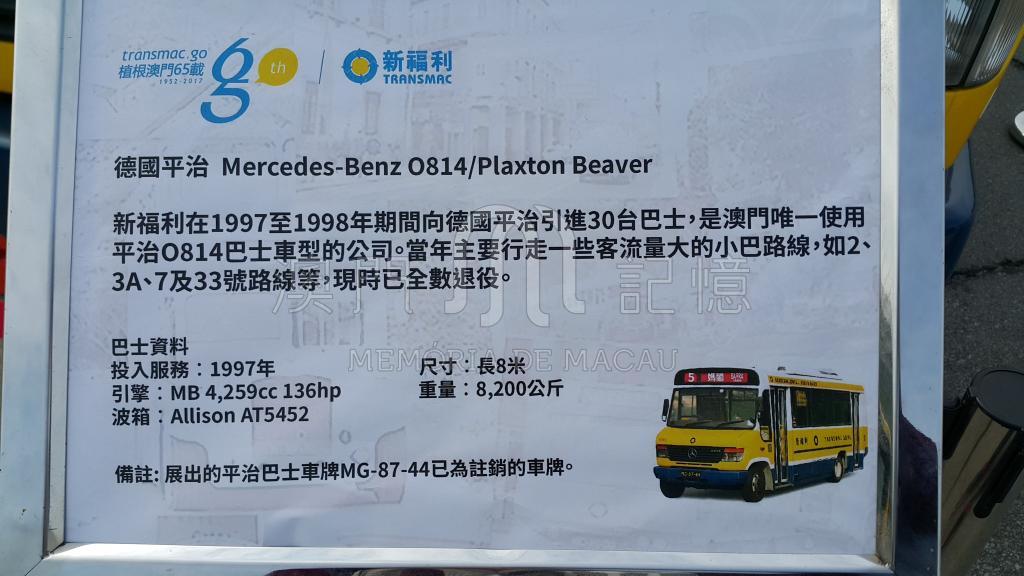 transmac.go
植根澳門65載
1952-2017
go th
新福利
TRANSMAC
德國平治 Mercedes-Benz O814/Plaxton Beaver
新福利在1997至1998年期間向德國平治引進30台巴士，是澳門唯一使用
平治O814巴士車型的公司。當年主要行走一些客流量大的小巴路線，如2、
3A、7及33號路線等，現時已全數退役。
澳門記憶
MEMÓRIA DE MACAU
巴士資料
投入服務：1997年
引擎：MB 4,259cc 136hp
波箱：Allison AT5452
尺寸：長8米
重量：8,200公斤
備註: 展出的平治巴士車牌MG-87-44已為註銷的車牌。
5 媽閣